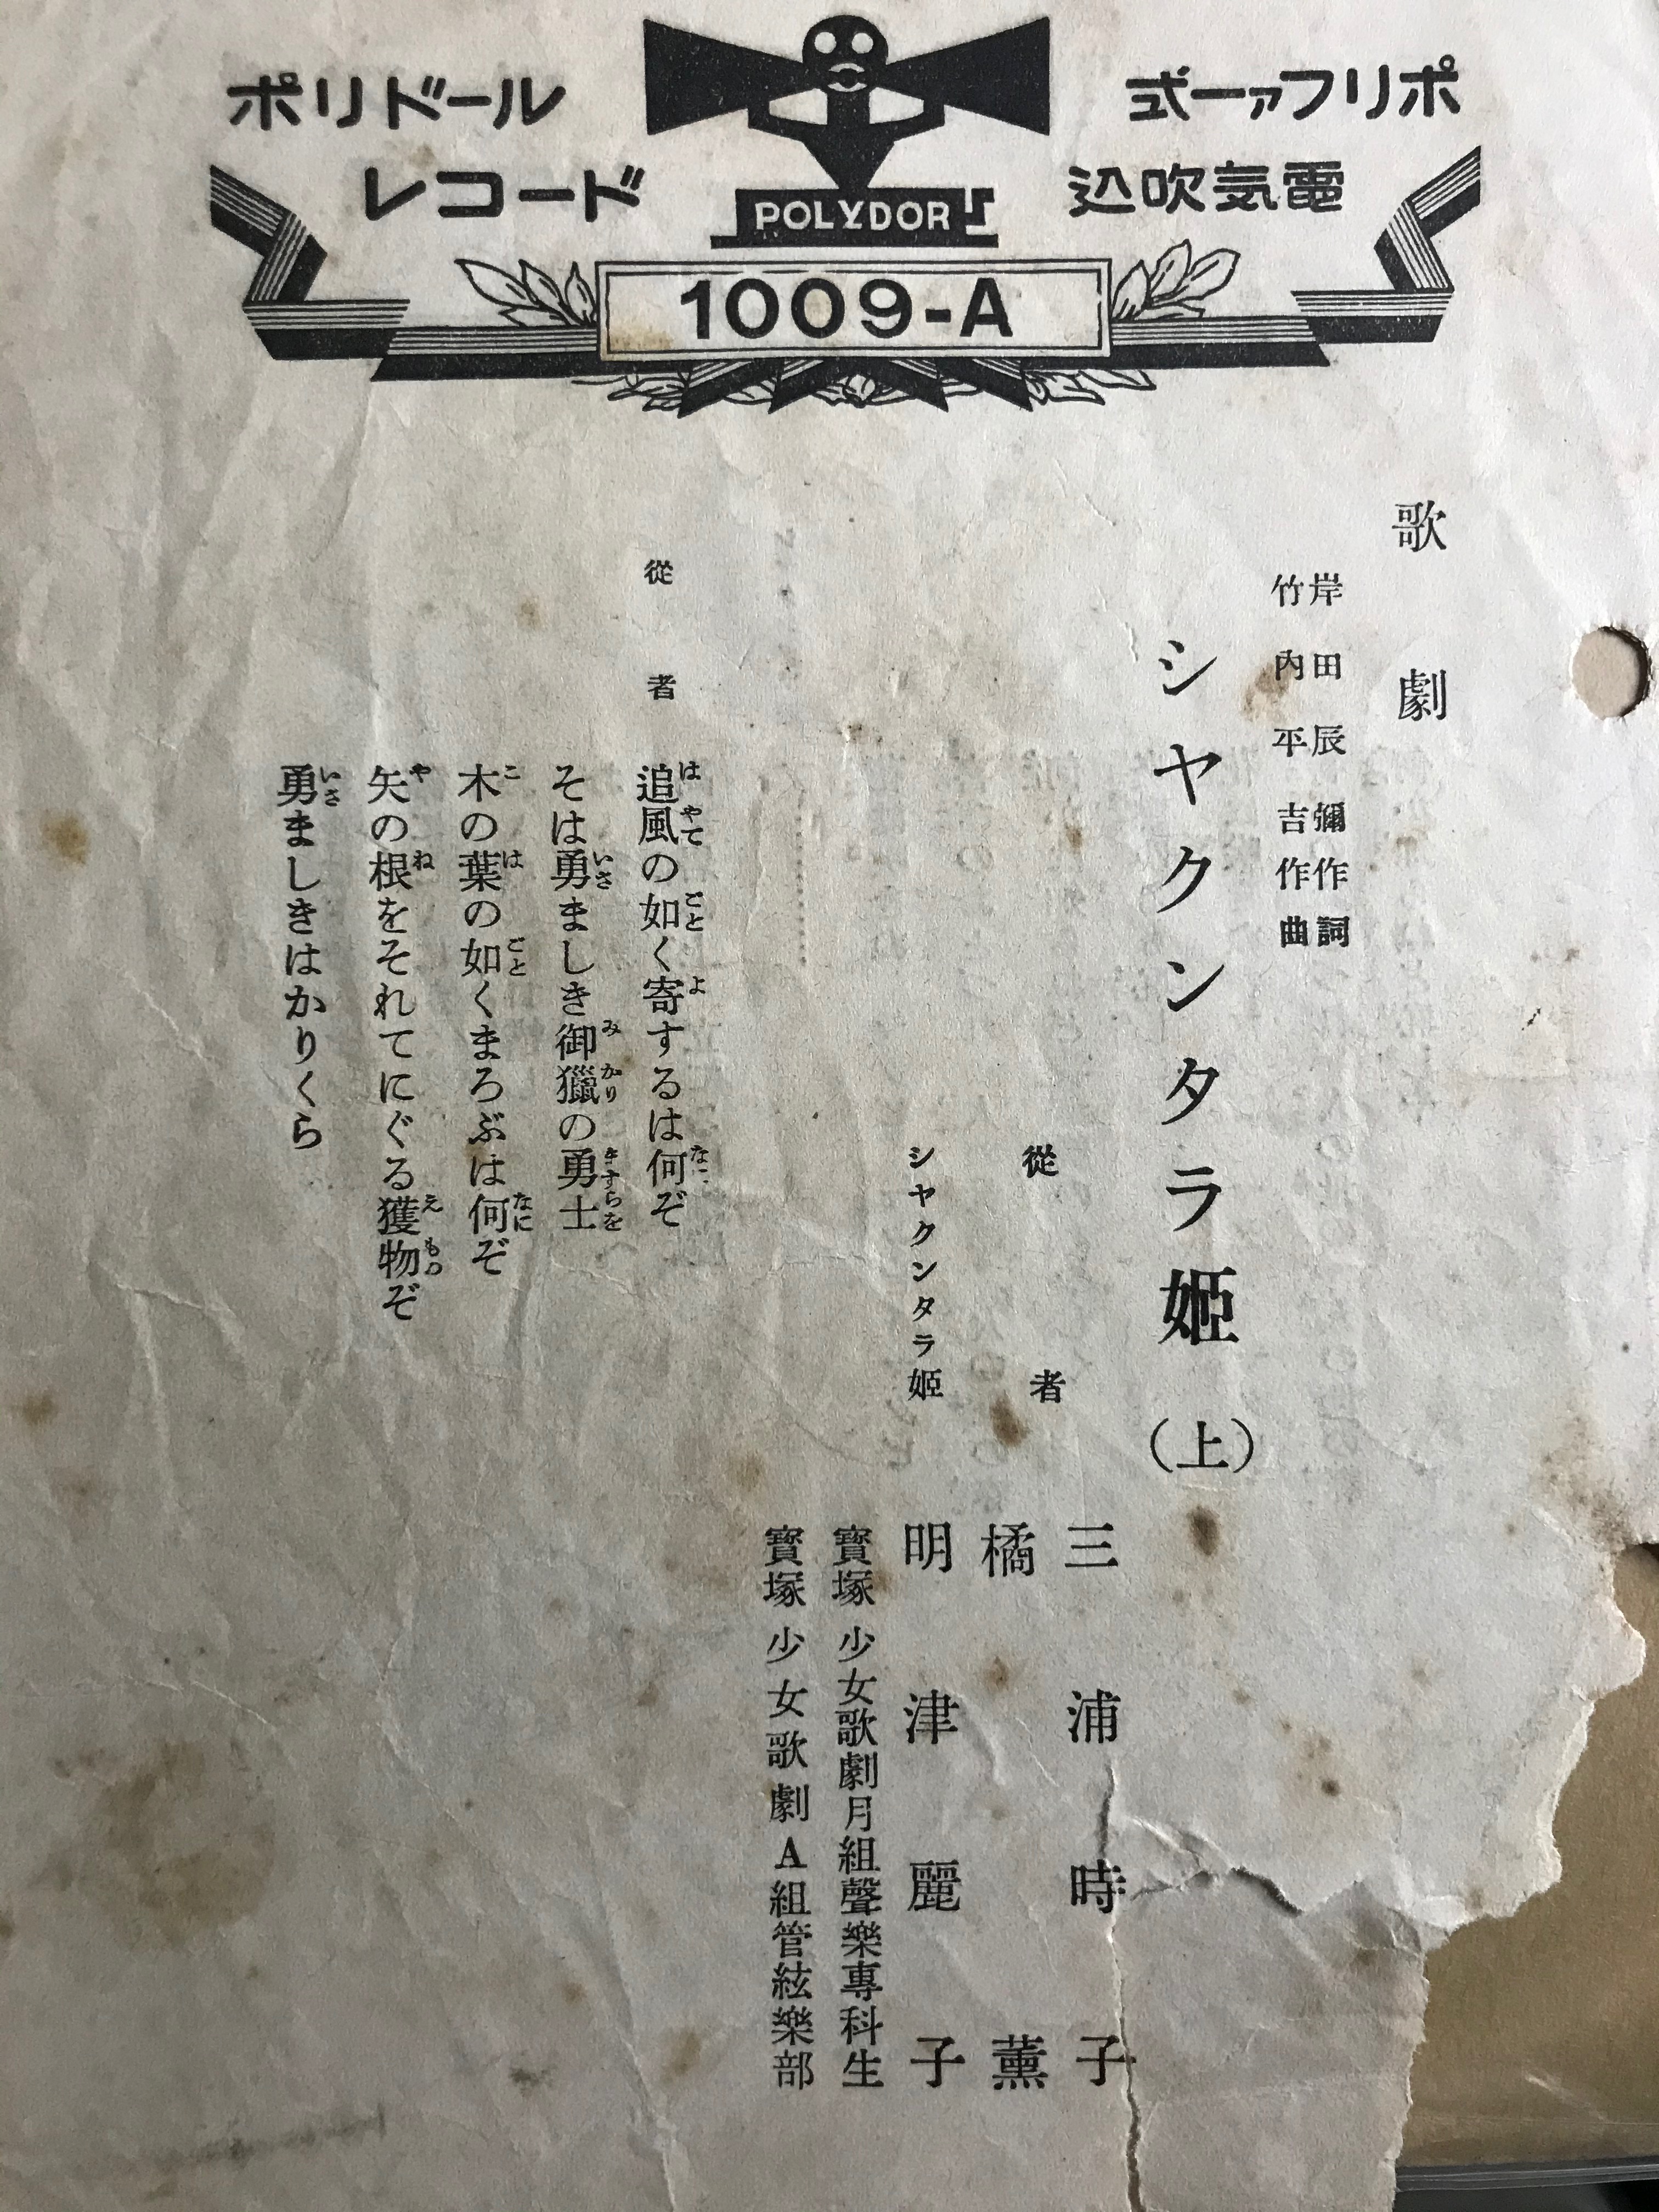 ポリファー式
電気吹込
ポリドール
レコード
POLYDOR
1009-A
歌劇
岸田辰彌作詞
竹内平吉作曲
シヤクンタラ姫（上）
從者
三浦時子
橘薫
シヤクンタラ姫
明津麗子
寶塚少女歌劇月組聲樂專科生
寶塚少女歌劇A組管絃樂部
從者
追風の如く寄するは何ぞ
そは勇ましき御獵の勇士
木の葉の如くまろぶは何ぞ
矢の根をそれてにぐる獲物ぞ
勇ましきはかりくら